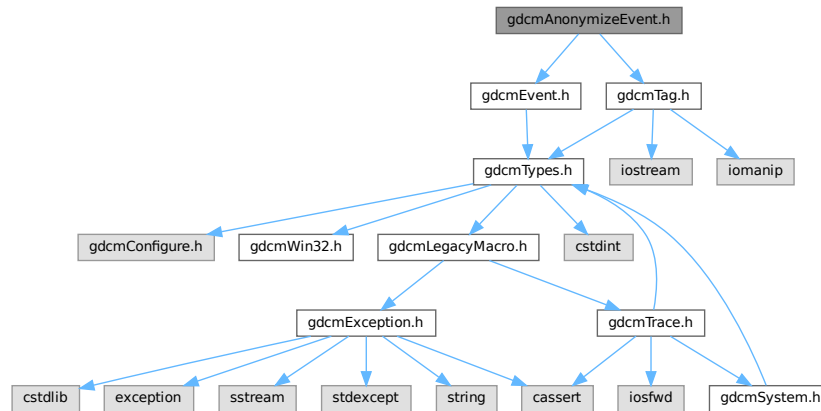 gdcmAnonymizeEvent.h
gdcmEvent.h
gdcmTag.h
gdcmTypes.h
iostream
iomanip
gdcmConfigure.h
gdcmWin32.h
gdcmLegacyMacro.h
cstdint
gdcmException.h
gdcmTrace.h
cstdlib
exception
sstream
stdexcept
string
cassert
iosfwd
gdcmSystem.h